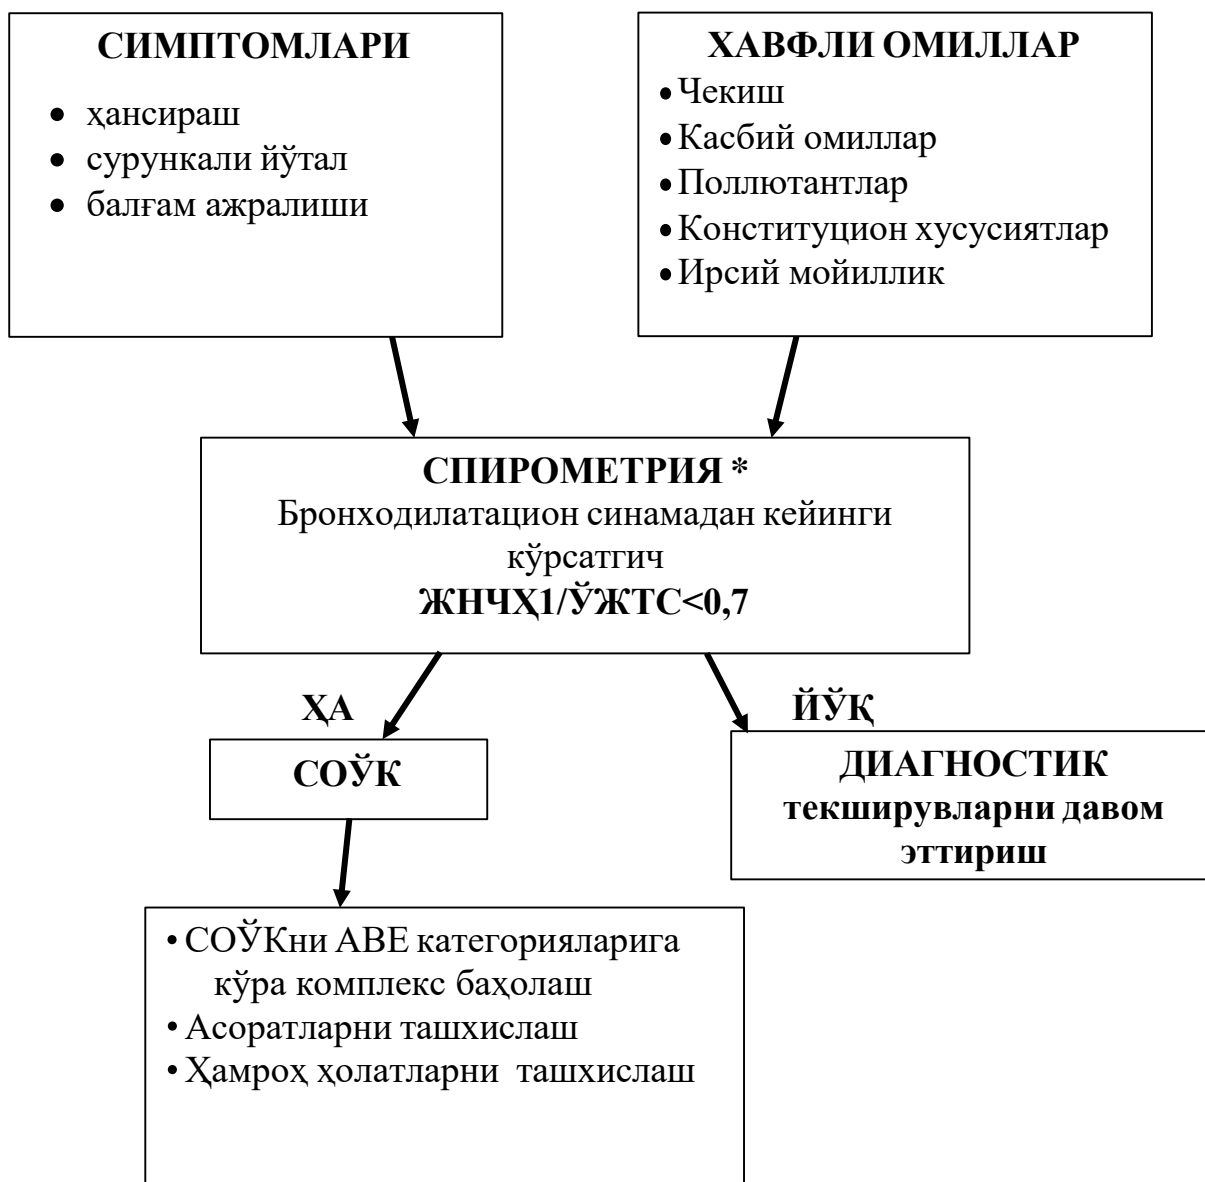 СИМПТОМЛАРИ
• ҳансираш
• сурункали йўтал
• балғам ажралиши
ХАВФЛИ ОМИЛЛАР
• Чекиш
• Касбий омиллар
• Поллютантлар
• Конституцион хусусиятлар
• Ирсий мойиллик
СПИРОМЕТРИЯ *
Бронходилатацион синамадан кейинги
кўрсатгич
ЖНЧҲ1/ЎЖТС<0,7
ҲА
ЙЎҚ
СОЎК
ДИАГНОСТИК
текширувларни давом
эттириш
• СОЎКни АВЕ категорияларига
кўра комплекс баҳолаш
• Асоратларни ташхислаш
• Ҳамроҳ ҳолатларни ташхислаш